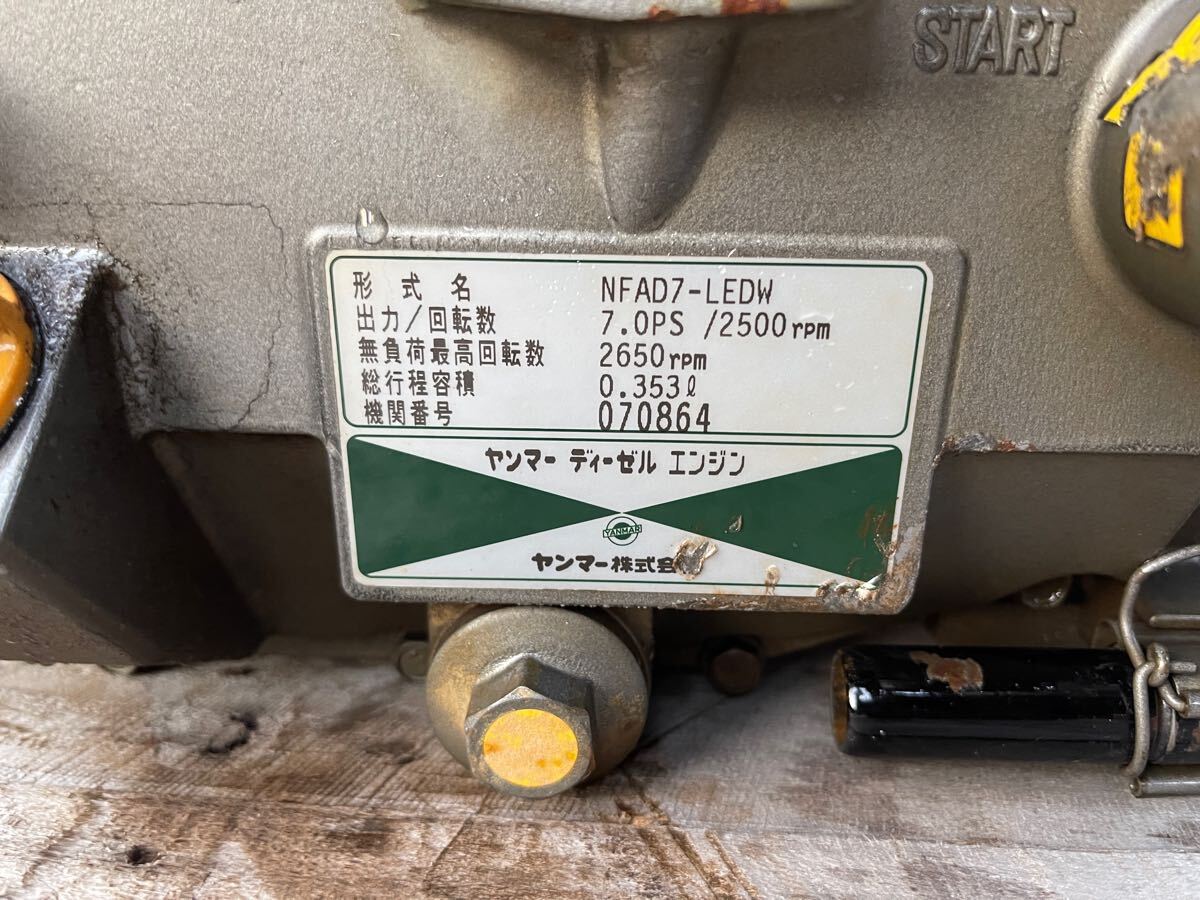 START
形式名 NFAD7-LEDW
出力/回転数 7.0PS /2500rpm
無負荷最高回転数 2650rpm
総行程容積 0.353ℓ
機関番号 070864
ヤンマー ディーゼル エンジン
YANMAR
ヤンマー株式会